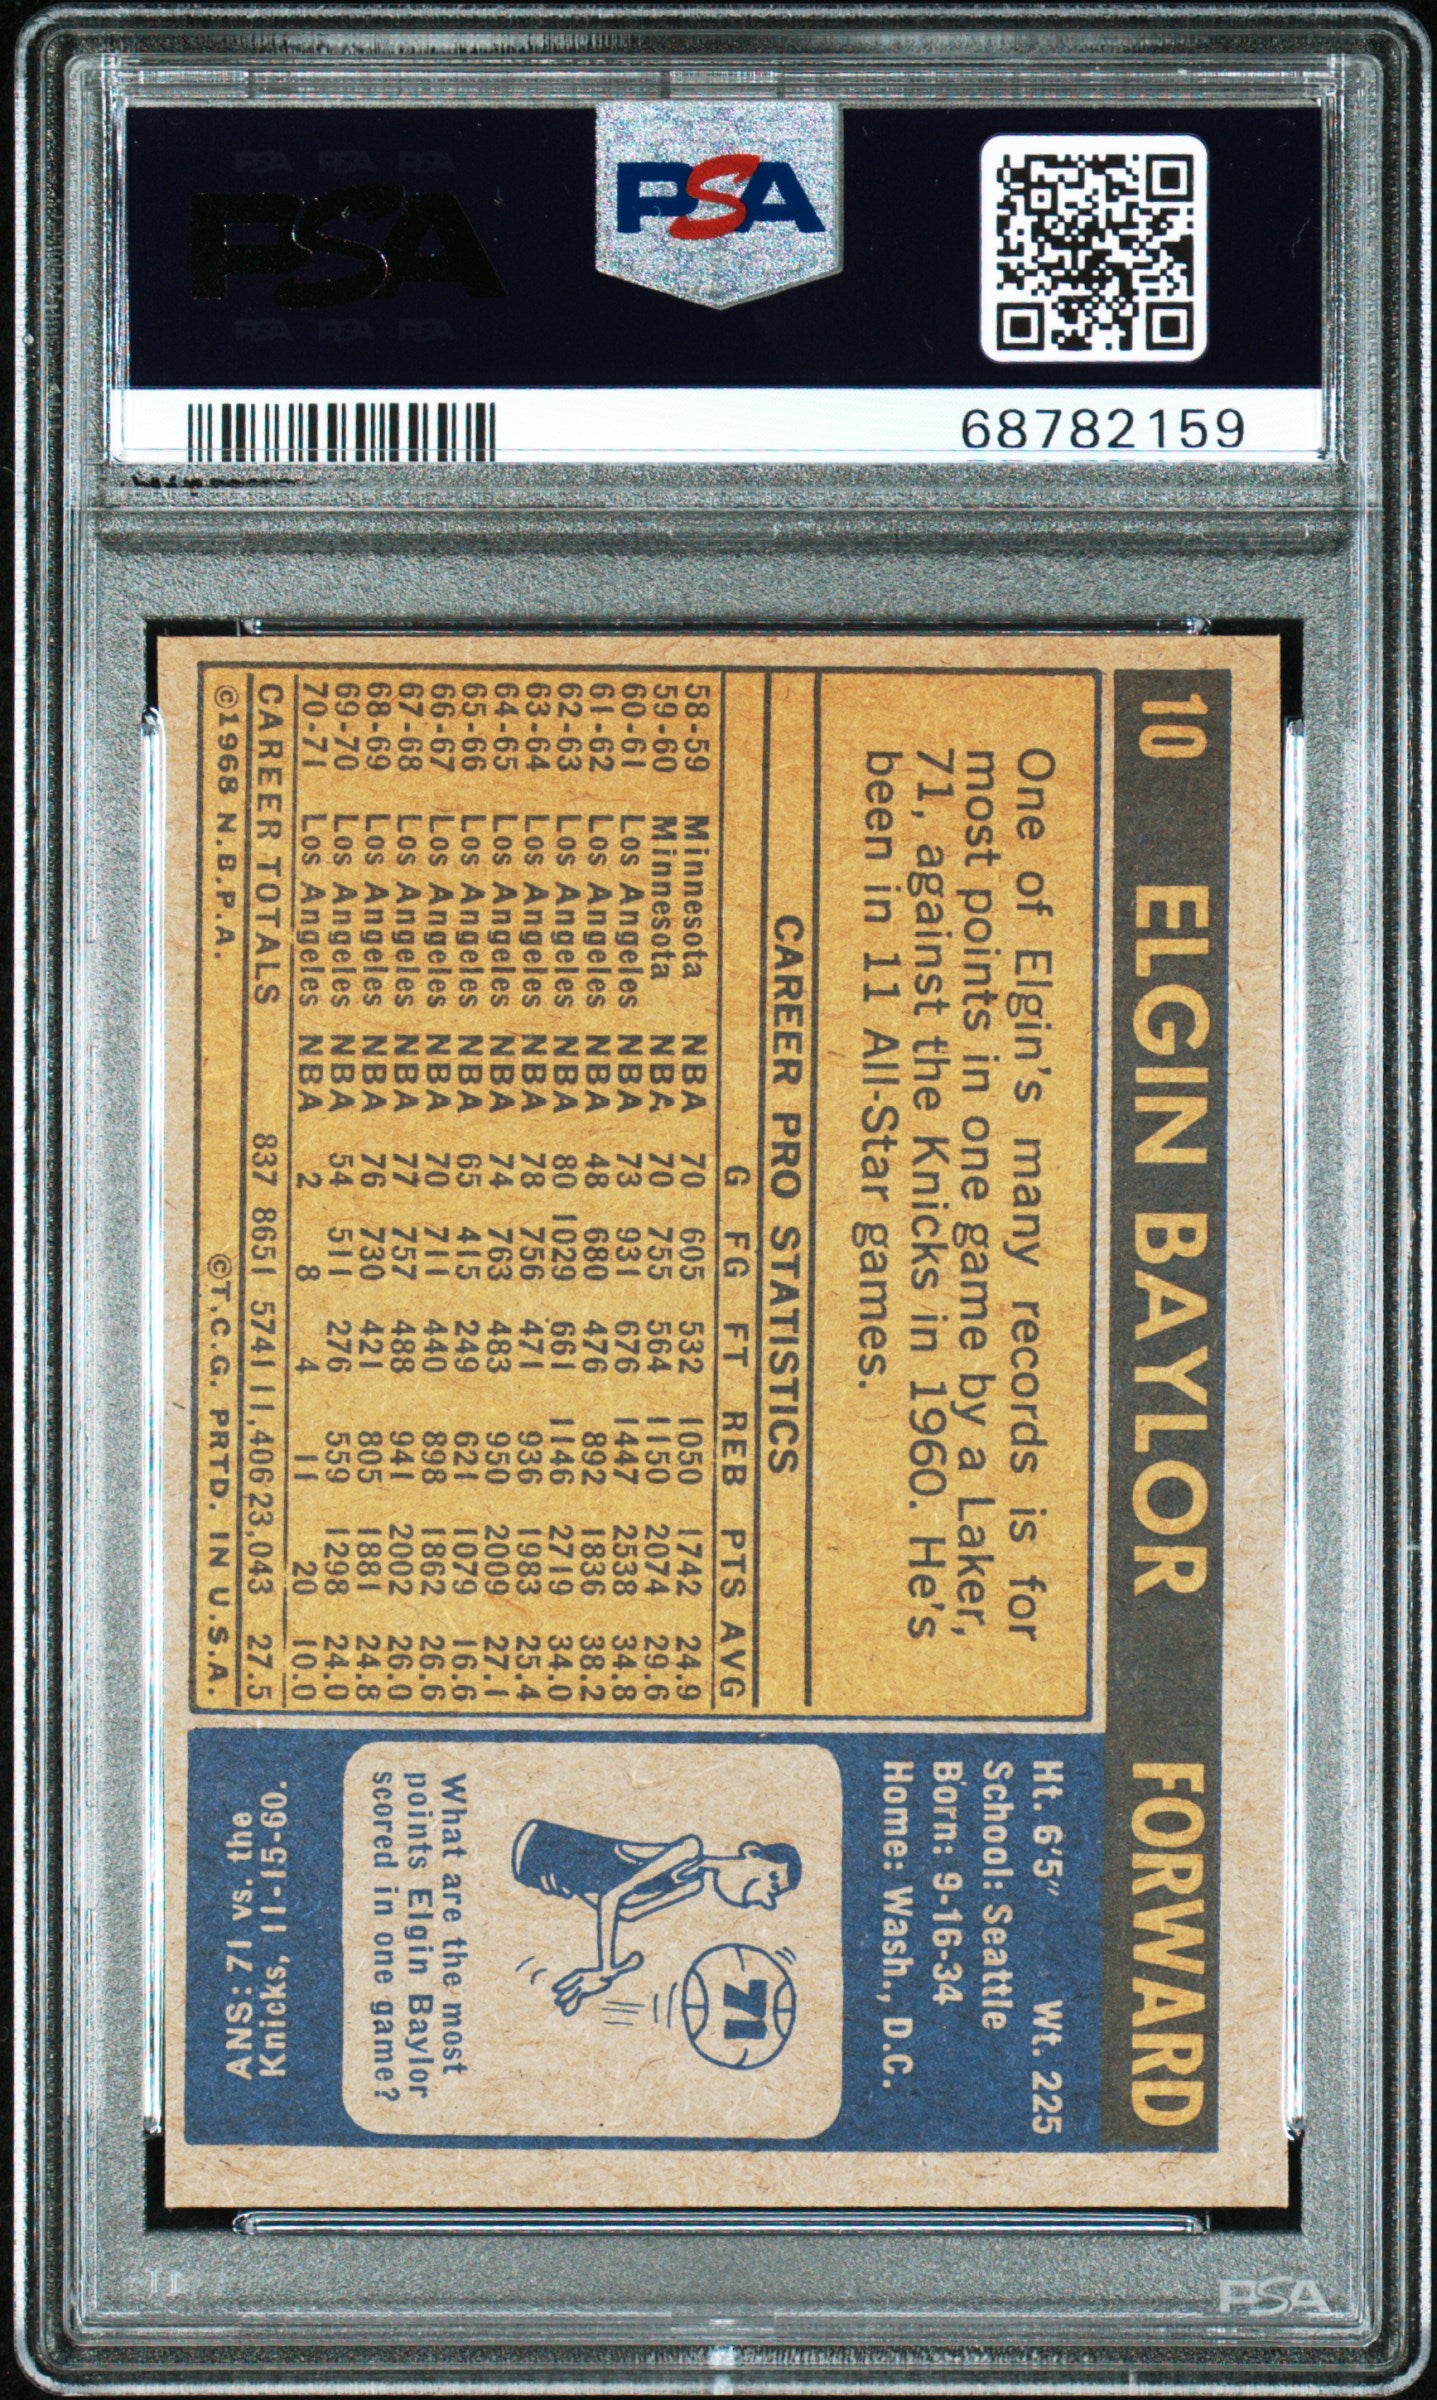 PSA PSA PSA
PSA
PSA PSA PSA
PSA
68782159
10 ELGIN BAYLOR FORWARD
One of Elgin's many records is for
most points in one game by a Laker,
71, against the Knicks in 1960. He's
been in 11 All-Star games.
CAREER PRO STATISTICS
G FG FT REB PTS AVG
58-59 Minnesota NBA 70 605 532 1050 1742 24.9
59-60 Minnesota NBA 70 755 564 1150 2074 29.6
60-61 Los Angeles NBA 73 931 676 1447 2538 34.8
61-62 Los Angeles NBA 48 680 476 892 1836 38.2
62-63 Los Angeles NBA 80 1029 661 1146 2719 34.0
63-64 Los Angeles NBA 78 756 471 936 1983 25.4
64-65 Los Angeles NBA 74 763 483 950 2009 27.1
65-66 Los Angeles NBA 65 415 249 621 1079 16.6
66-67 Los Angeles NBA 70 711 440 898 1862 26.6
67-68 Los Angeles NBA 77 757 488 941 2002 26.0
68-69 Los Angeles NBA 76 730 421 805 1881 24.8
69-70 Los Angeles NBA 54 511 276 559 1298 24.0
70-71 Los Angeles NBA 2 8 4 11 20 10.0
CAREER TOTALS 837 8651 5741 11,406 23,043 27.5
©1968 N.B.P.A. ©T.C.G. PRTD. IN U.S.A.
Ht. 6'5" Wt. 225
School: Seattle
Born: 9-16-34
Home: Wash., D.C.
71
What are the most
points Elgin Baylor
scored in one game?
ANS: 71 vs. the
Knicks, 11-15-60.
PSA